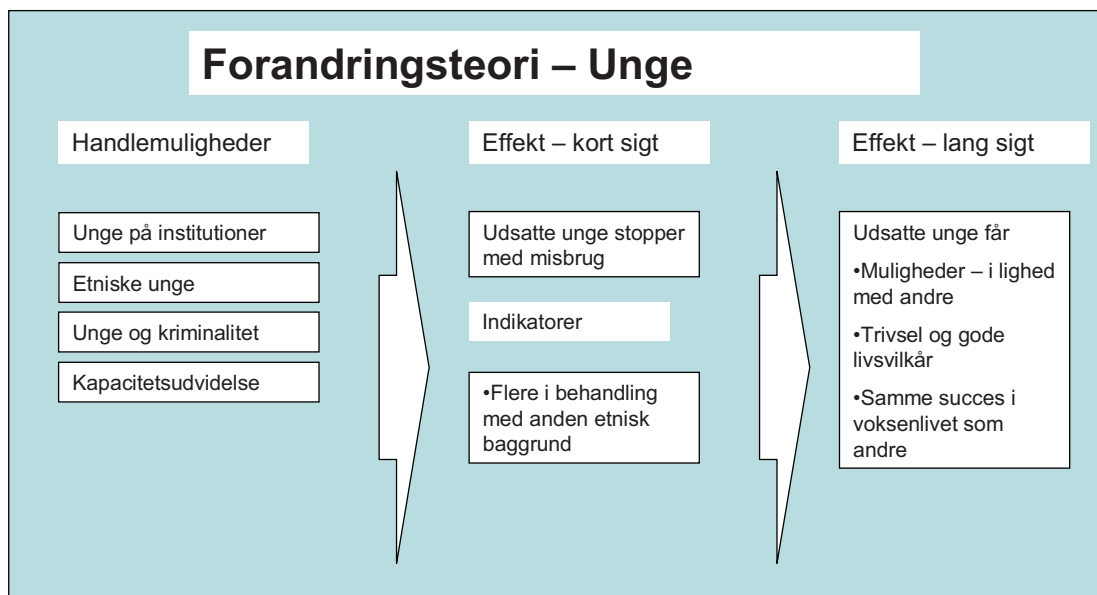 Forandringsteori – Unge
Handlemuligheder
Unge på institutioner
Etniske unge
Unge og kriminalitet
Kapacitetsudvidelse
Effekt – kort sigt
Udsatte unge stopper
med misbrug
Indikatorer
•Flere i behandling
med anden etnisk
baggrund
Effekt – lang sigt
Udsatte unge får
•Muligheder – i lighed
med andre
•Trivsel og gode
livsvilkår
•Samme succes i
voksenlivet som
andre